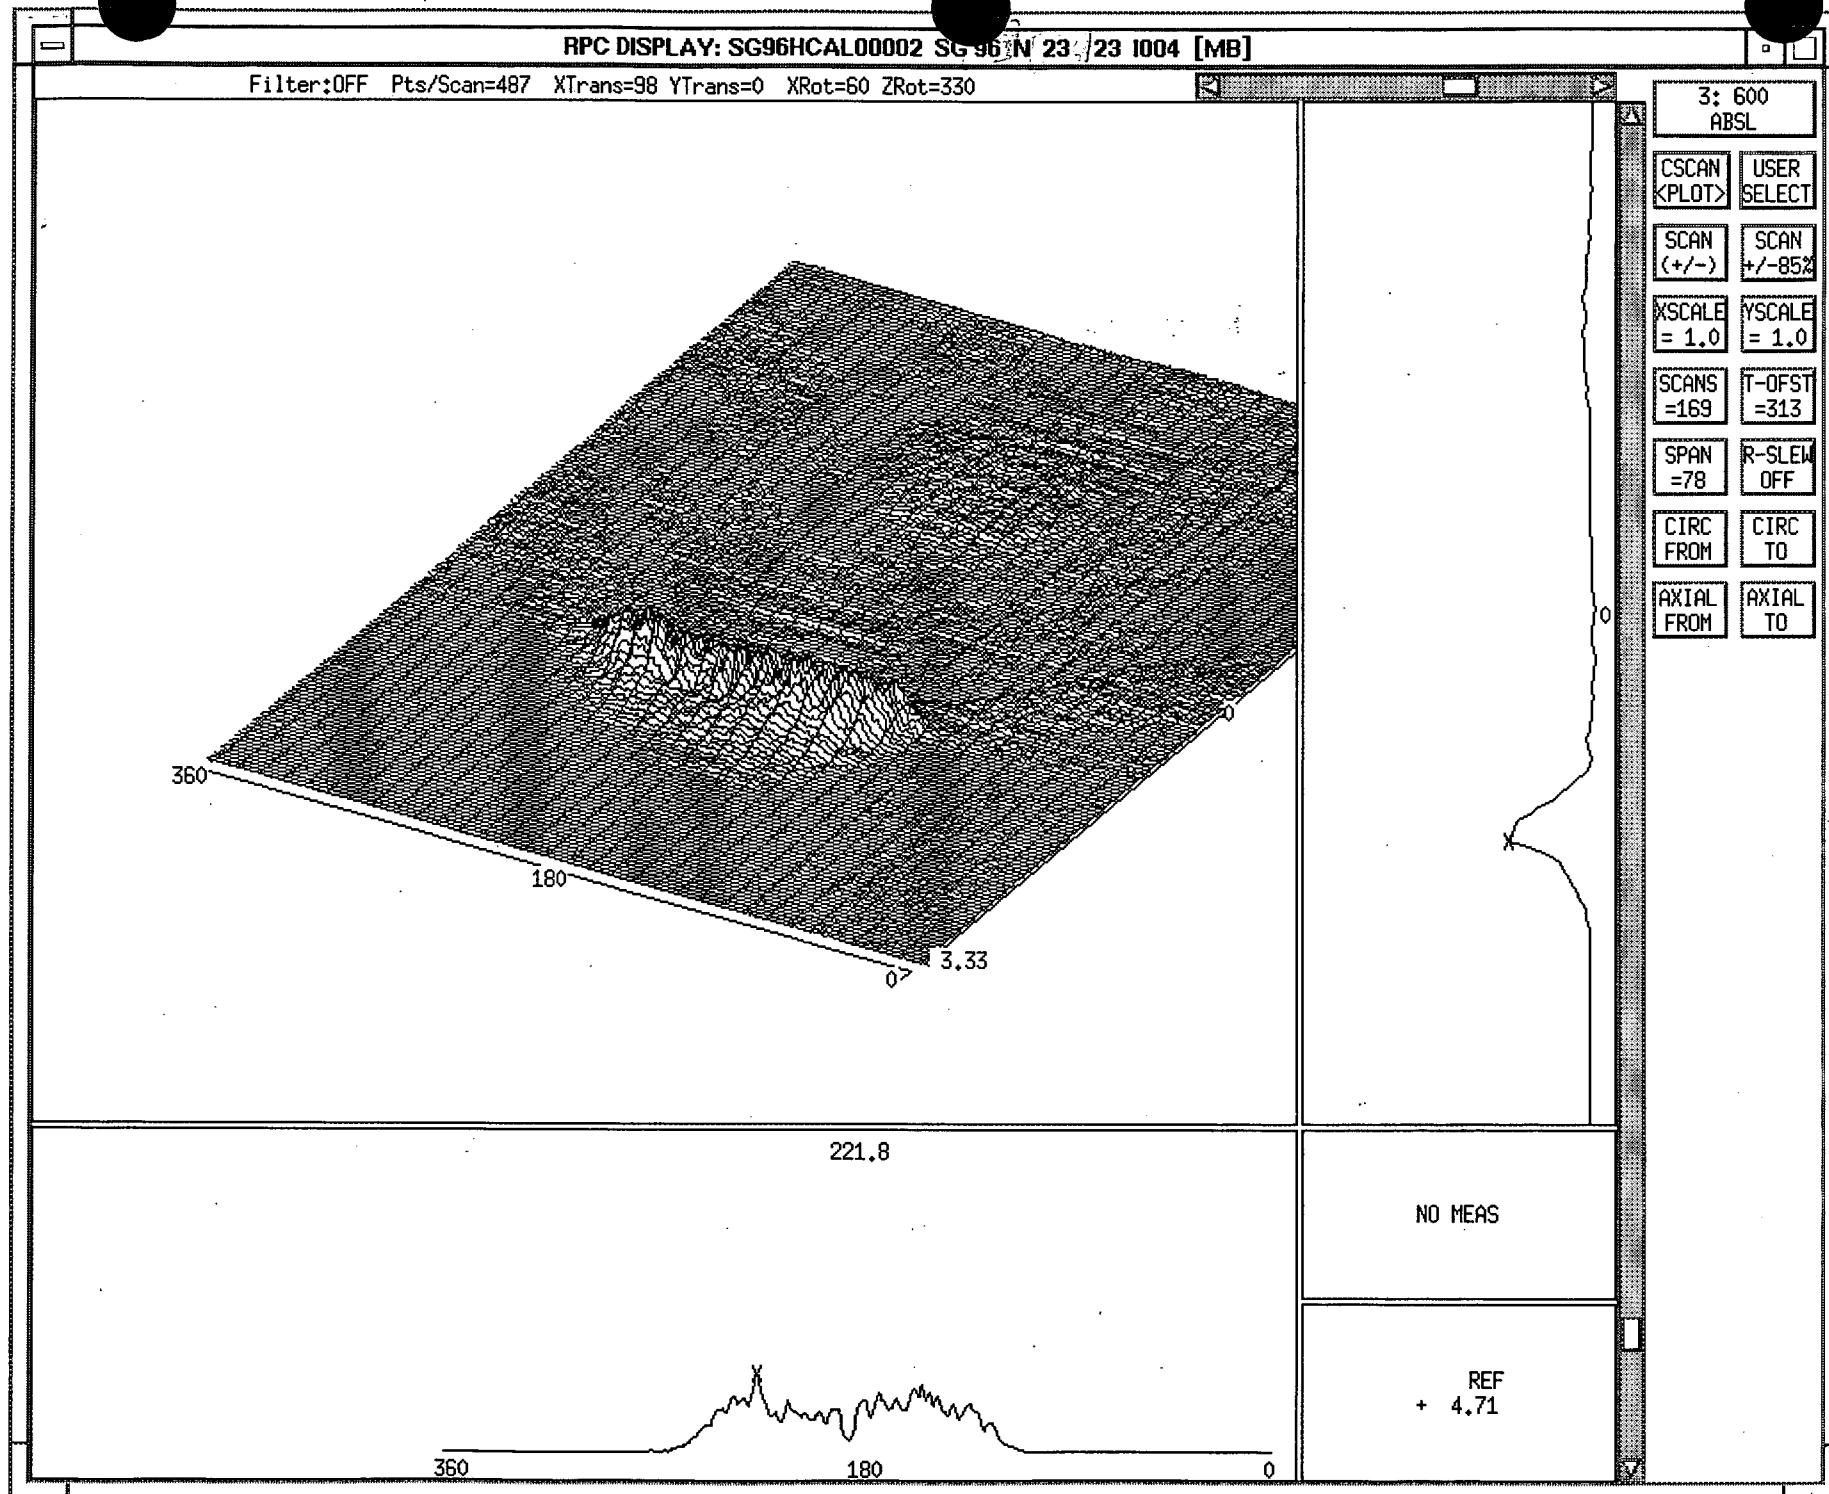 RPC DISPLAY: SG96HCAL00002 SG 96 IN 23 23 I004 [MB]
Filter:OFF Pts/Scan=487 XTrans=98 YTrans=0 XRot=60 ZRot=330
3: 600
ABSL
CSCAN
<PLOT>
USER
SELECT
SCAN
(+/-)
SCAN
+/-85%
XSCALE
= 1.0
YSCALE
= 1.0
SCANS
=169
T-OFST
=313
SPAN
=78
R-SLEW
OFF
CIRC
FROM
CIRC
TO
AXIAL
FROM
AXIAL
TO
0
0
360
180
0
3.33
221.8
NO MEAS
REF
+ 4.71
360
180
0